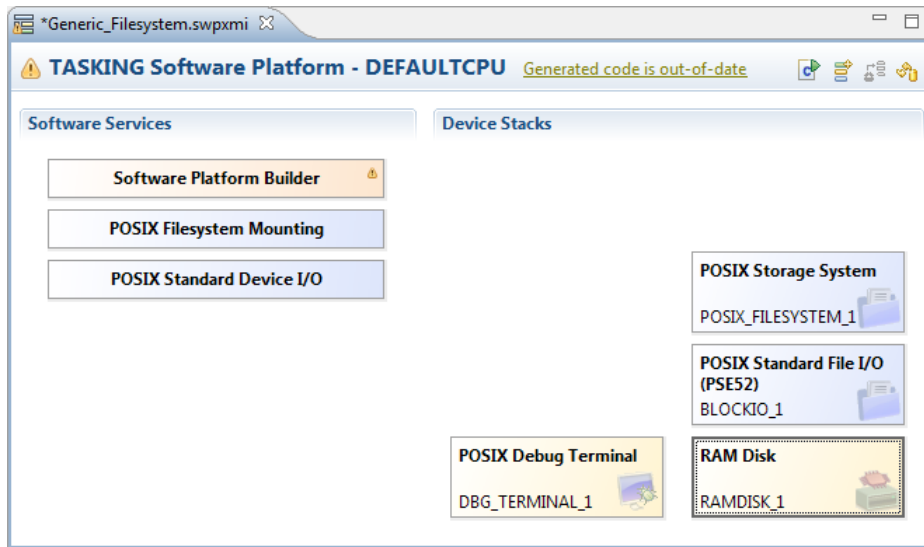 *Generic_Filesystem.swpxmi
TASKING Software Platform - DEFAULTCPU Generated code is out-of-date
Software Services
Device Stacks
Software Platform Builder
POSIX Filesystem Mounting
POSIX Standard Device I/O
POSIX Storage System
POSIX_FILESYSTEM_1
POSIX Standard File I/O
(PSE52)
BLOCKIO_1
POSIX Debug Terminal
DBG_TERMINAL_1
RAM Disk
RAMDISK_1